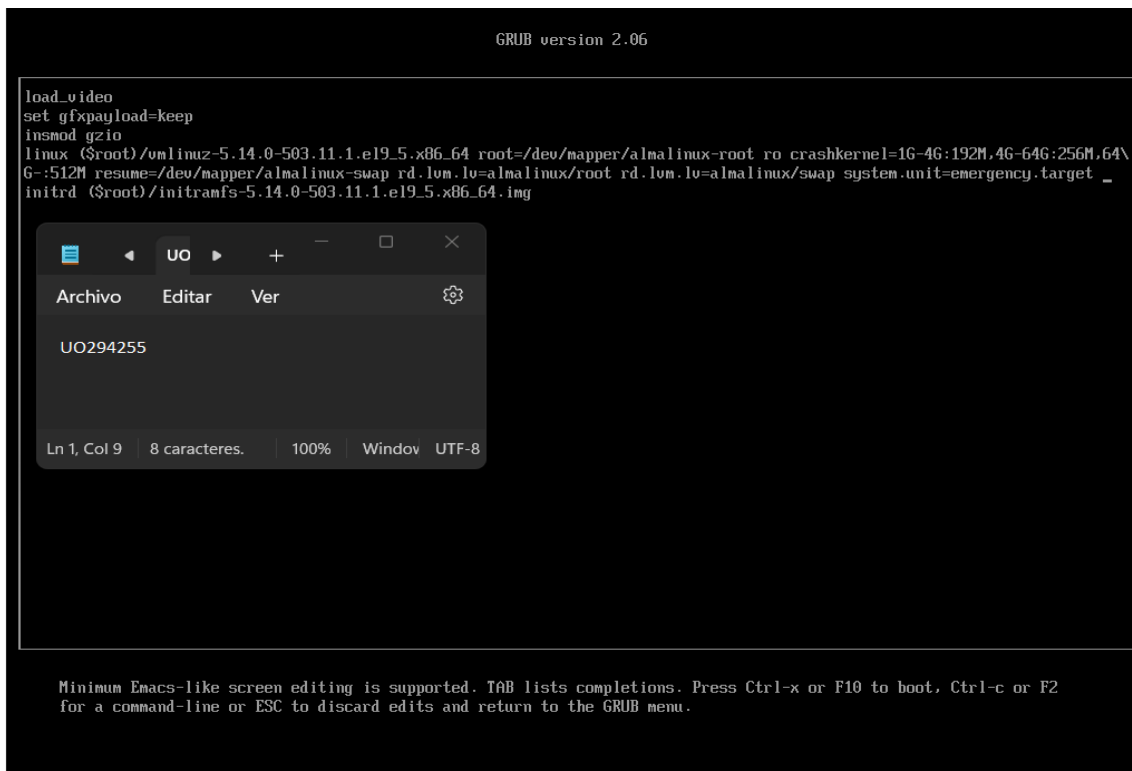 GRUB version 2.06
load_video
set gfxpayload=keep
insmod gzio
linux ($root)/vmlinuz-5.14.0-503.11.1.el9_5.x86_64 root=/dev/mapper/almalinux-root ro crashkernel=1G-4G:192M,4G-64G:256M,64\
G-:512M resume=/dev/mapper/almalinux-swap rd.lvm.lv=almalinux/root rd.lvm.lv=almalinux/swap system.unit=emergency.target _
initrd ($root)/initramfs-5.14.0-503.11.1.el9_5.x86_64.img
UO
Archivo Editar Ver
UO294255
Ln 1, Col 9 8 caracteres. 100% Window UTF-8
Minimum Emacs-like screen editing is supported. TAB lists completions. Press Ctrl-x or F10 to boot, Ctrl-c or F2
for a command-line or ESC to discard edits and return to the GRUB menu.